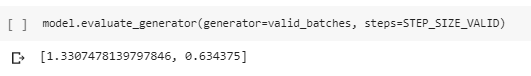 [ ] model.evaluate_generator(generator=valid_batches, steps=STEP_SIZE_VALID)
[1.3307478139797846, 0.634375]